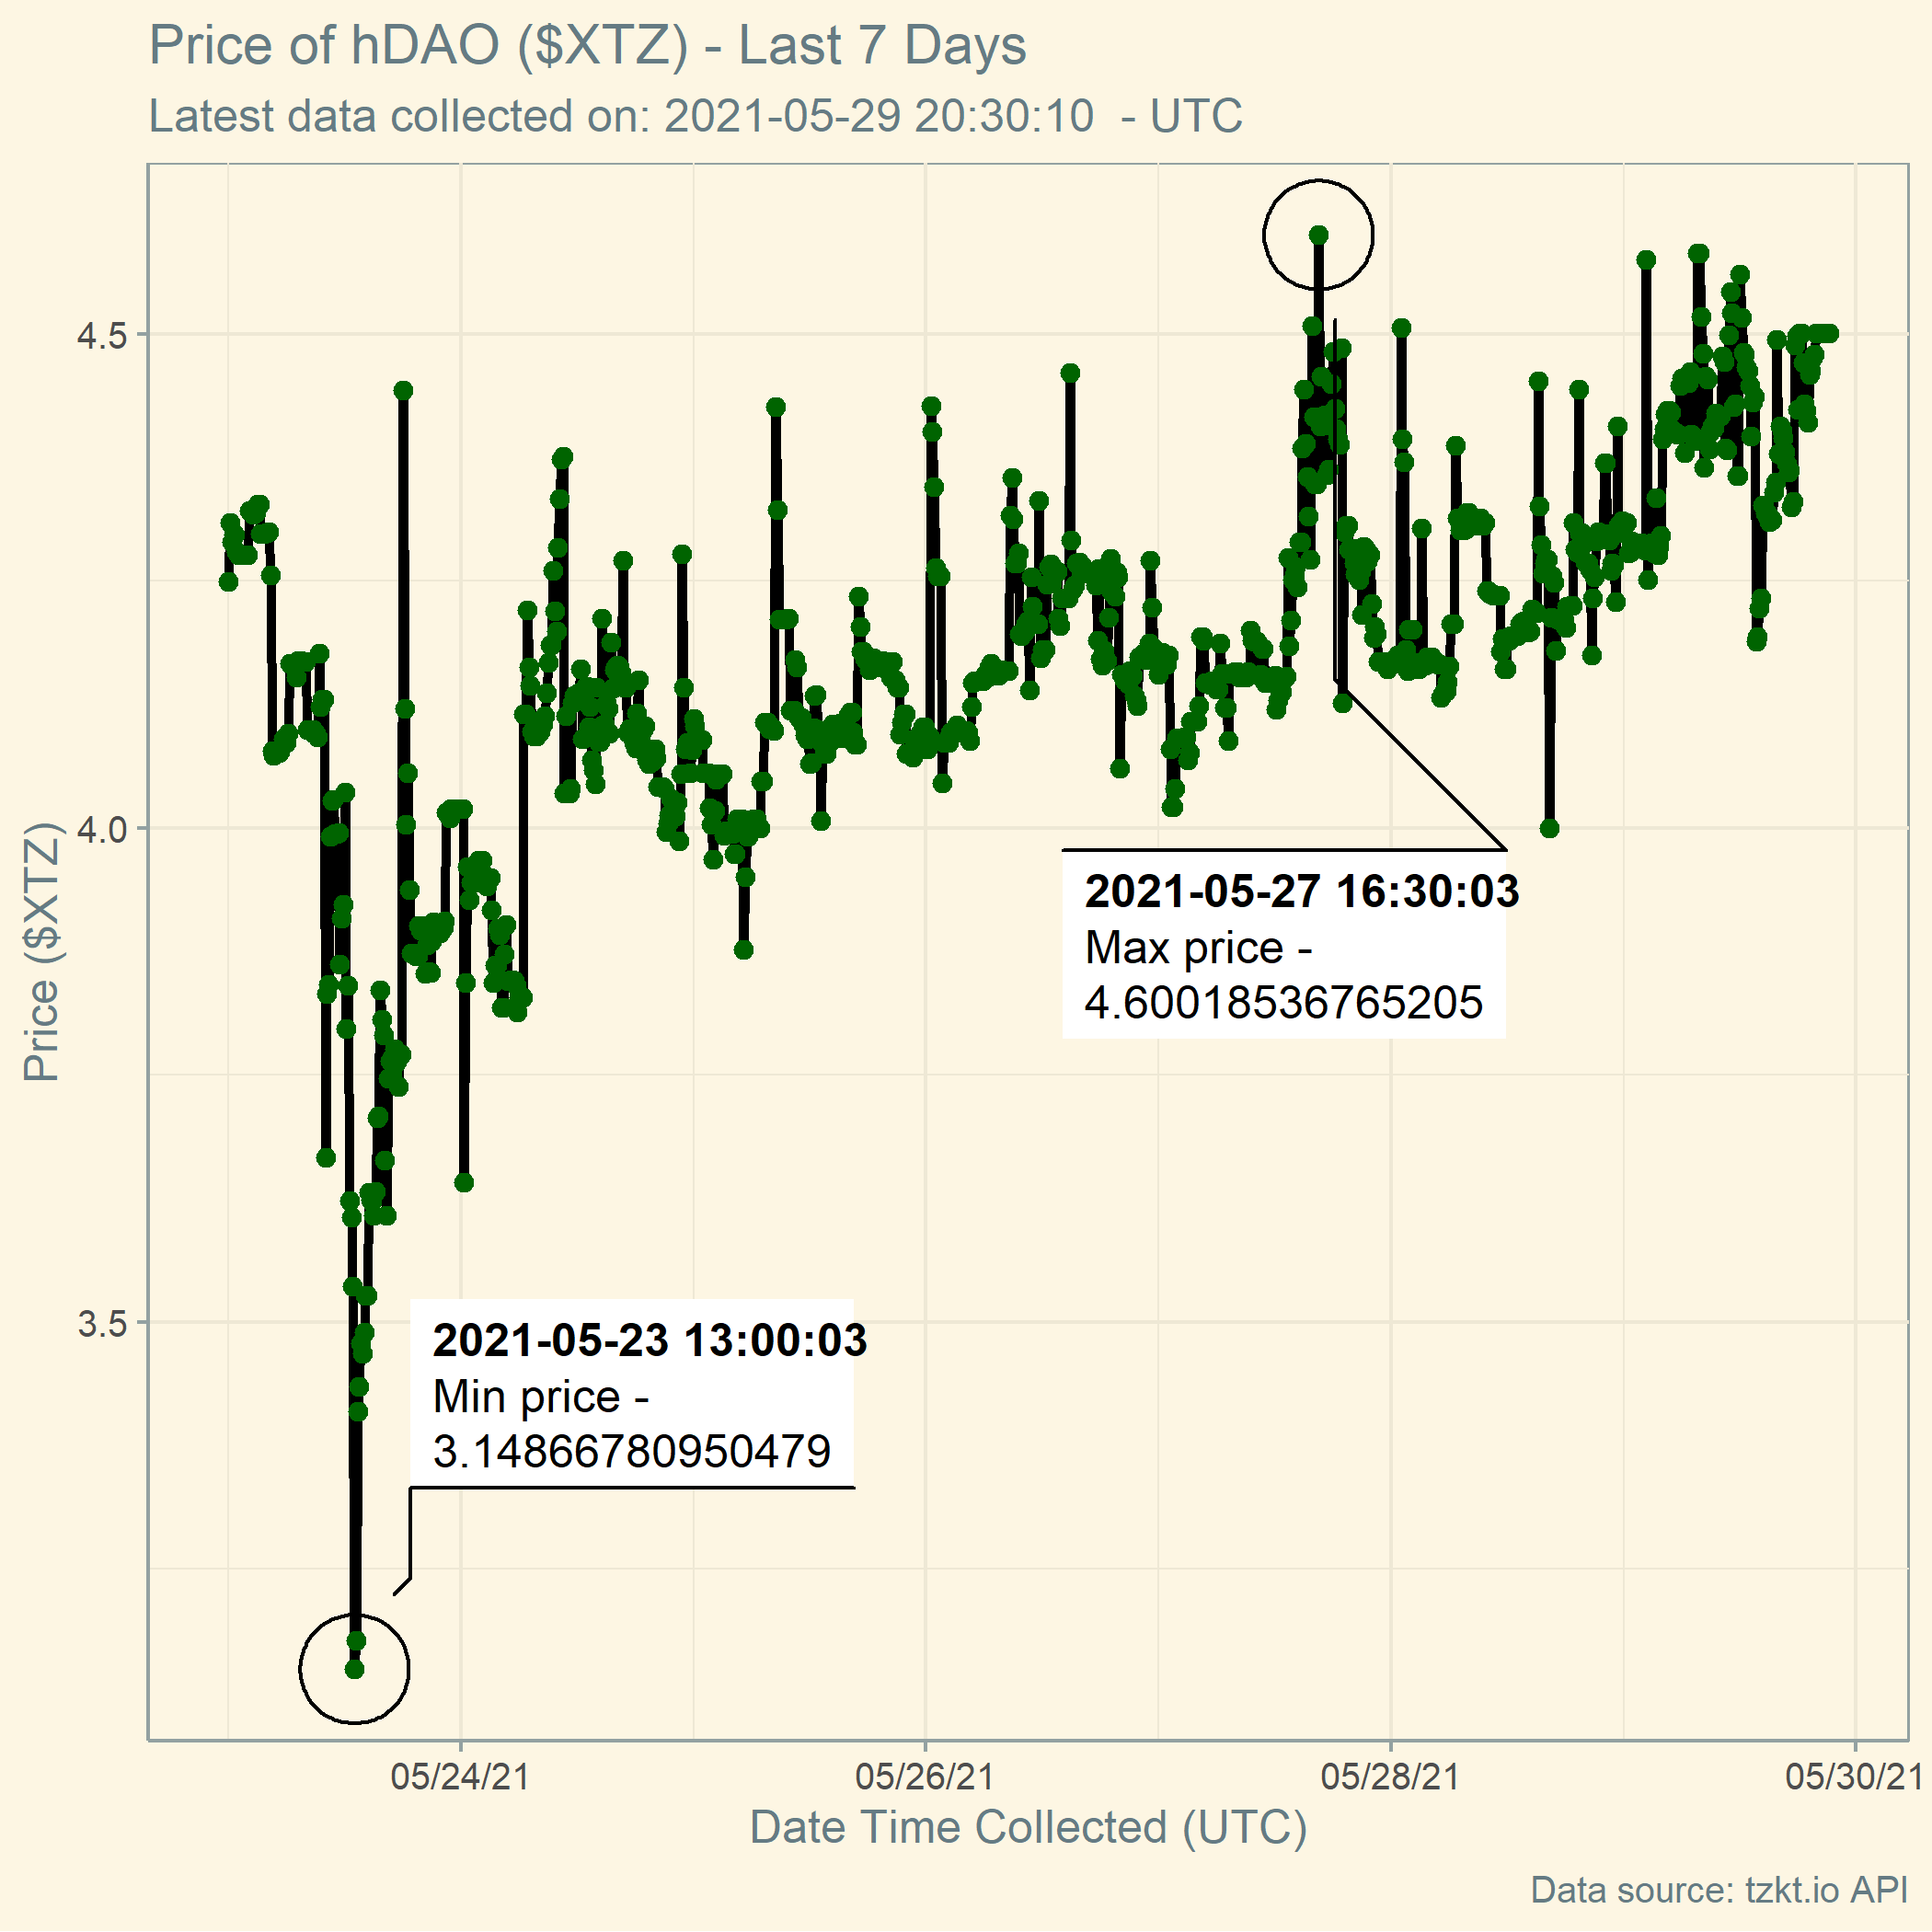 Price of hDAO ($XTZ) - Last 7 Days
Latest data collected on: 2021-05-29 20:30:10  - UTC
Price ($XTZ)
4.5
4.0
3.5
2021-05-27 16:30:03
Max price -
4.60018536765205
2021-05-23 13:00:03
Min price -
3.14866780950479
05/24/21
05/26/21
05/28/21
05/30/21
Date Time Collected (UTC)
Data source: tzkt.io API